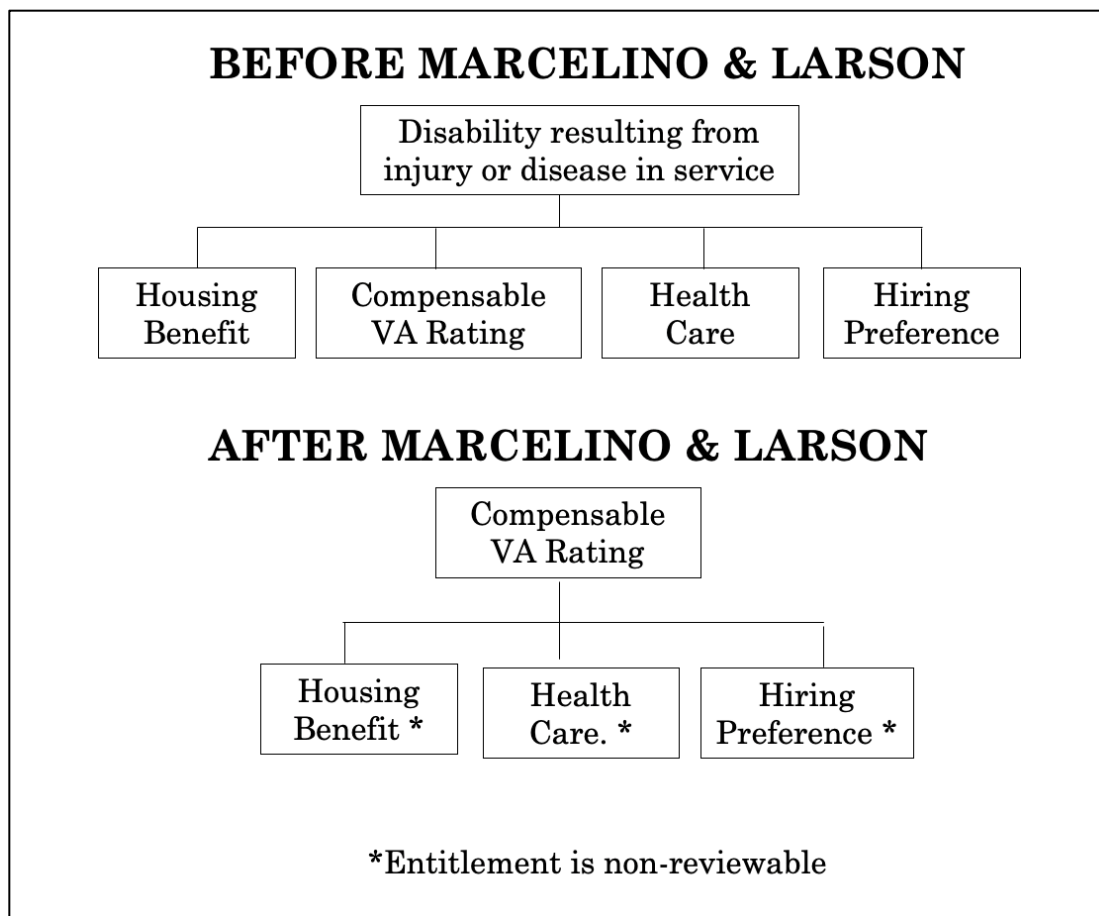 BEFORE MARCELINO & LARSON
Disability resulting from
injury or disease in service
Housing
Benefit
Compensable
VA Rating
Health
Care
Hiring
Preference
AFTER MARCELINO & LARSON
Compensable
VA Rating
Housing
Benefit *
Health
Care. *
Hiring
Preference *
*Entitlement is non-reviewable